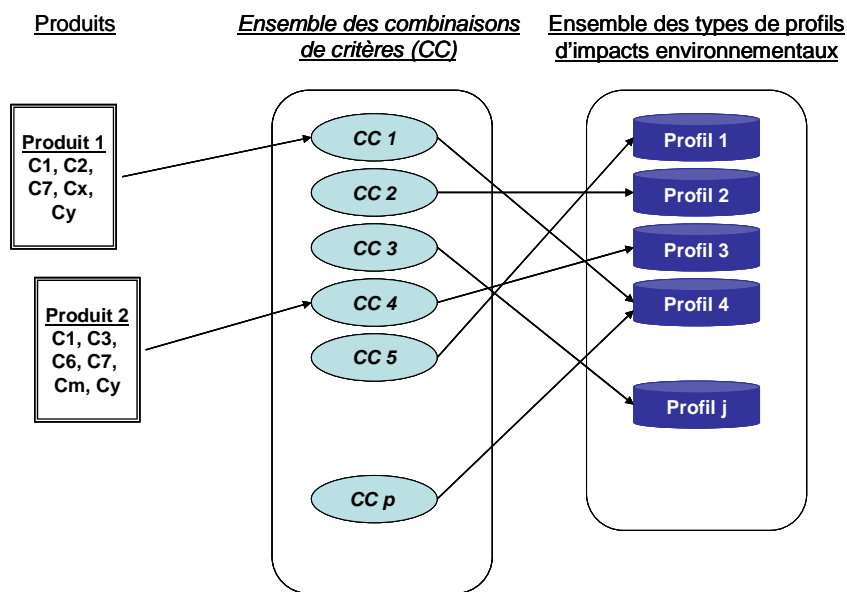 Produits
Ensemble des combinaisons
de critères (CC)
Ensemble des types de profils
d'impacts environnementaux
Produit 1
C1, C2,
C7, Cx,
Cy
Produit 2
C1, C3,
C6, C7,
Cm, Cy
CC 1
CC 2
CC 3
CC 4
CC 5
CC p
Profil 1
Profil 2
Profil 3
Profil 4
Profil j